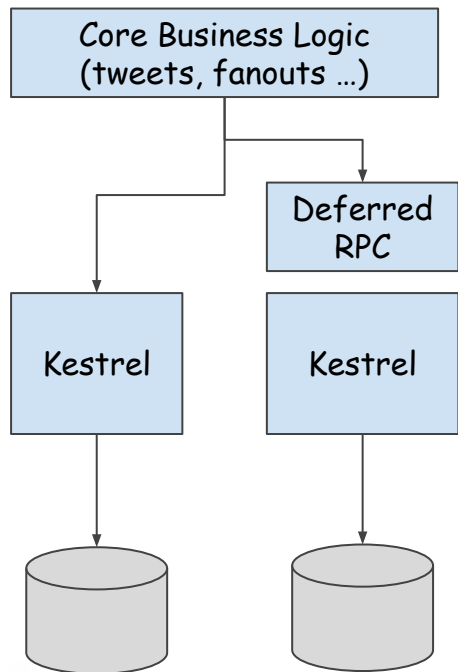 Core Business Logic
(tweets, fanouts …)
Deferred
RPC
Kestrel
Kestrel